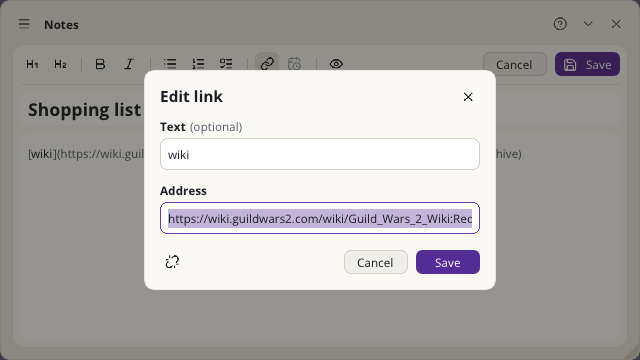 Notes
H1 H2 B I Cancel Save
Shopping list
[wiki](https://wiki.guil hive)
Edit link
Text (optional)
wiki
Address
https://wiki.guildwars2.com/wiki/Guild_Wars_2_Wiki:Rec
Cancel Save